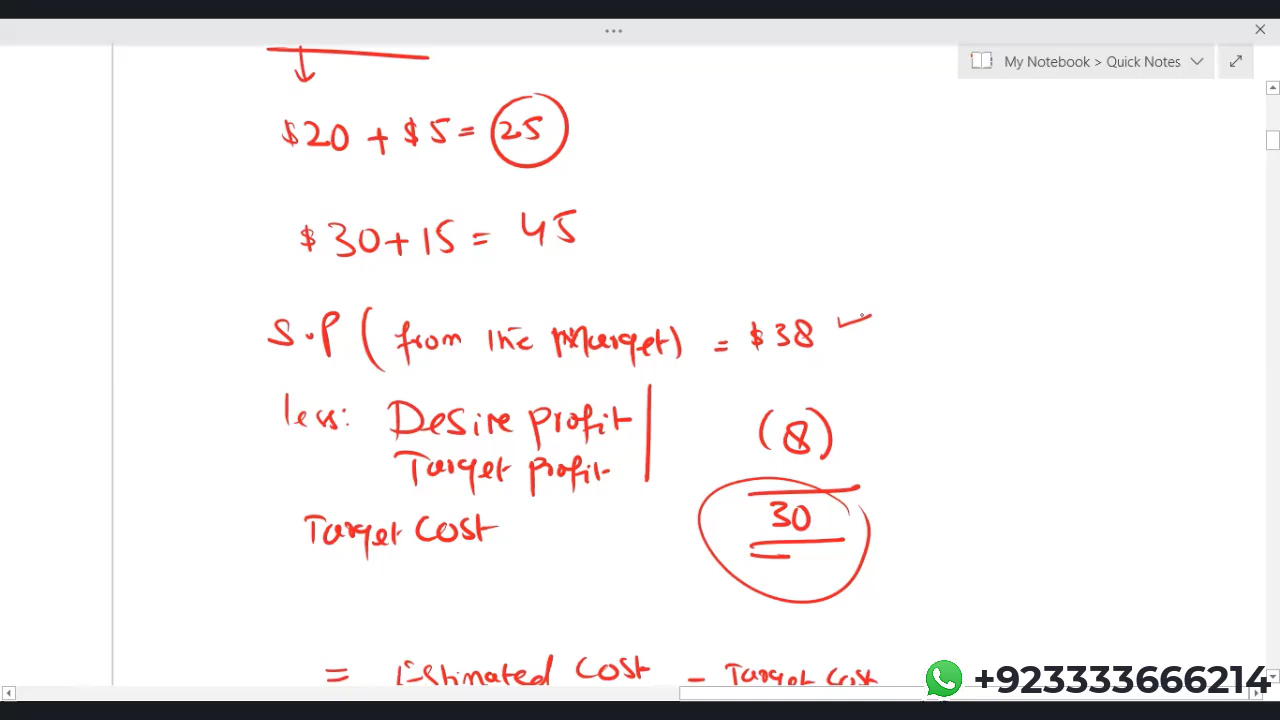 My Notebook > Quick Notes
$20 + $5 = 25
$30+15 = 45
S.P (from the Market) = $38 ✓
less: Desire profit (8)
Target profit
Target Cost 30
= Estimated Cost - Target Cost
+923333666214